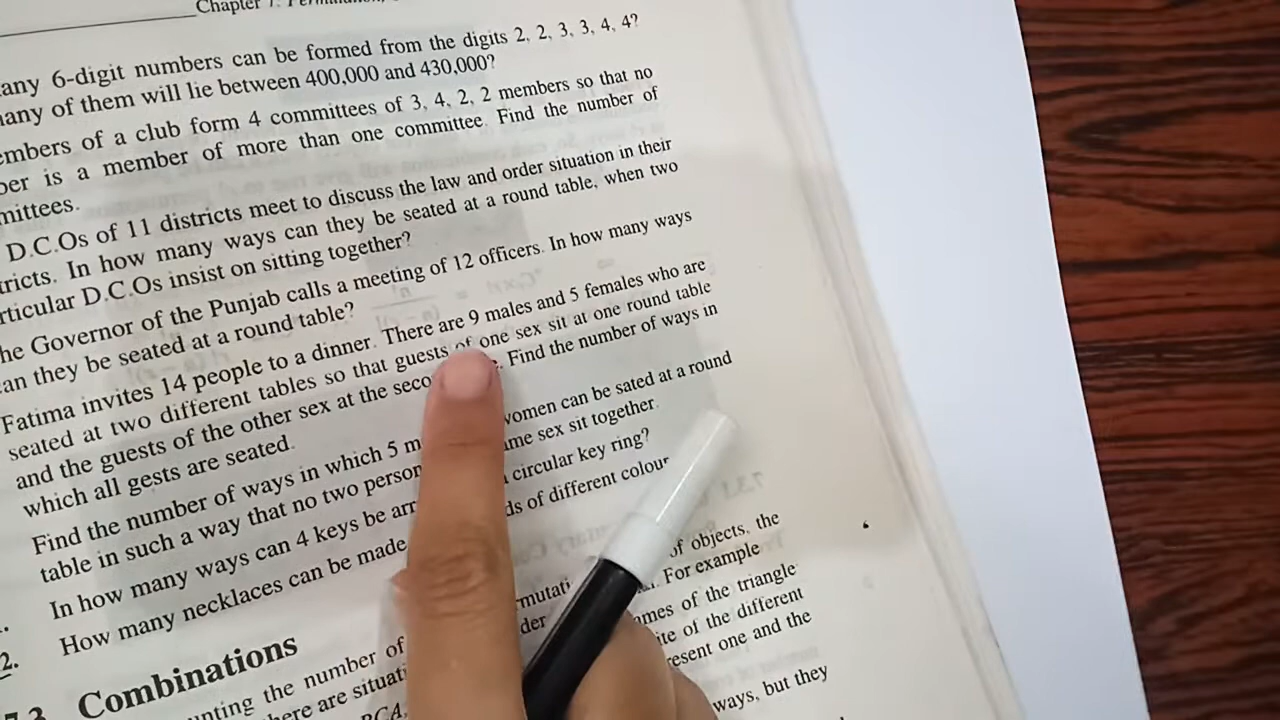 Chapter 7:
any 6-digit numbers can be formed from the digits 2, 2, 3, 3, 4, 4?
any of them will lie between 400,000 and 430,000?
embers of a club form 4 committees of 3, 4, 2, 2 members so that no
ber is a member of more than one committee. Find the number of
mittees.
D.C.Os of 11 districts meet to discuss the law and order situation in their
tricts. In how many ways can they be seated at a round table, when two
rticular D.C.Os insist on sitting together?
he Governor of the Punjab calls a meeting of 12 officers. In how many ways
an they be seated at a round table?
Fatima invites 14 people to a dinner. There are 9 males and 5 females who are
seated at two different tables so that guests of one sex sit at one round table
and the guests of the other sex at the seco . Find the number of ways in
which all gests are seated.
Find the number of ways in which 5 m women can be sated at a round
table in such a way that no two person ame sex sit together.
In how many ways can 4 keys be arr circular key ring?
2. How many necklaces can be made ds of different colour
7.3 Combinations
unting the number of mutati of objects, the
here are situati der . For example
BCA, ames of the triangle
ite of the different
resent one and the
ways, but they